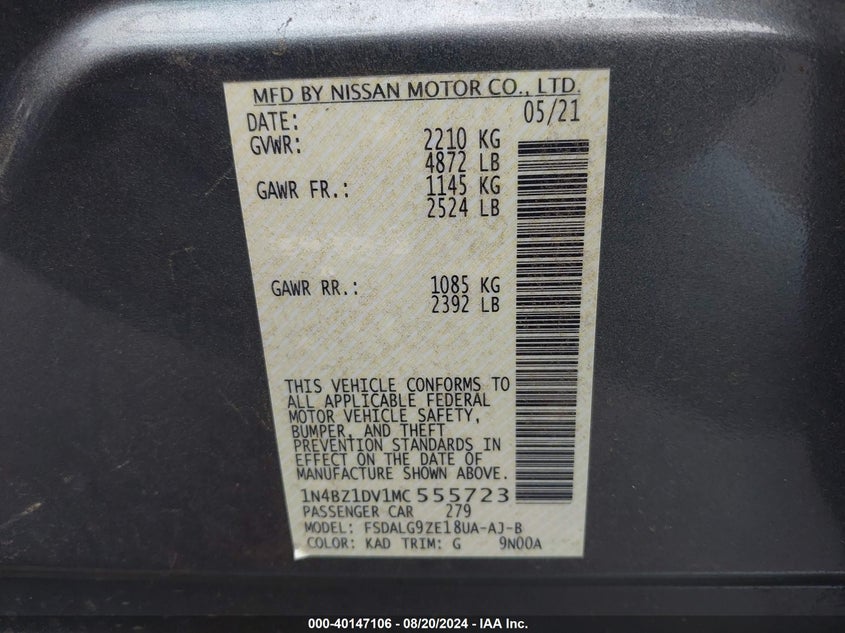 MFD BY NISSAN MOTOR CO., LTD.
DATE: 05/21
GVWR: 2210 KG
4872 LB
GAWR FR.: 1145 KG
2524 LB
GAWR RR.: 1085 KG
2392 LB
THIS VEHICLE CONFORMS TO
ALL APPLICABLE FEDERAL
MOTOR VEHICLE SAFETY,
BUMPER, AND THEFT
PREVENTION STANDARDS IN
EFFECT ON THE DATE OF
MANUFACTURE SHOWN ABOVE.
1N4BZ1DV1MC 555723
PASSENGER CAR 279
MODEL: FSDALG9ZE18UA-AJ-B
COLOR: KAD TRIM: G 9N00A
000-40147106 - 08/20/2024 - IAA Inc.